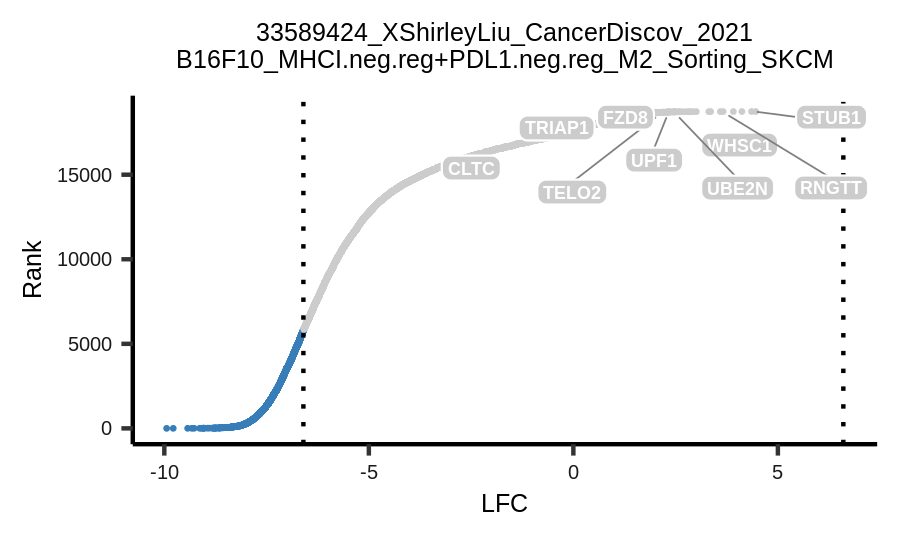 33589424_XShirleyLiu_CancerDiscov_2021
B16F10_MHCI.neg.reg+PDL1.neg.reg_M2_Sorting_SKCM
FZD8
STUB1
TRIAP1
WHSC1
CLTC
UPF1
TELO2
UBE2N
RNGTT
Rank
15000
10000
5000
0
-10
-5
0
5
LFC